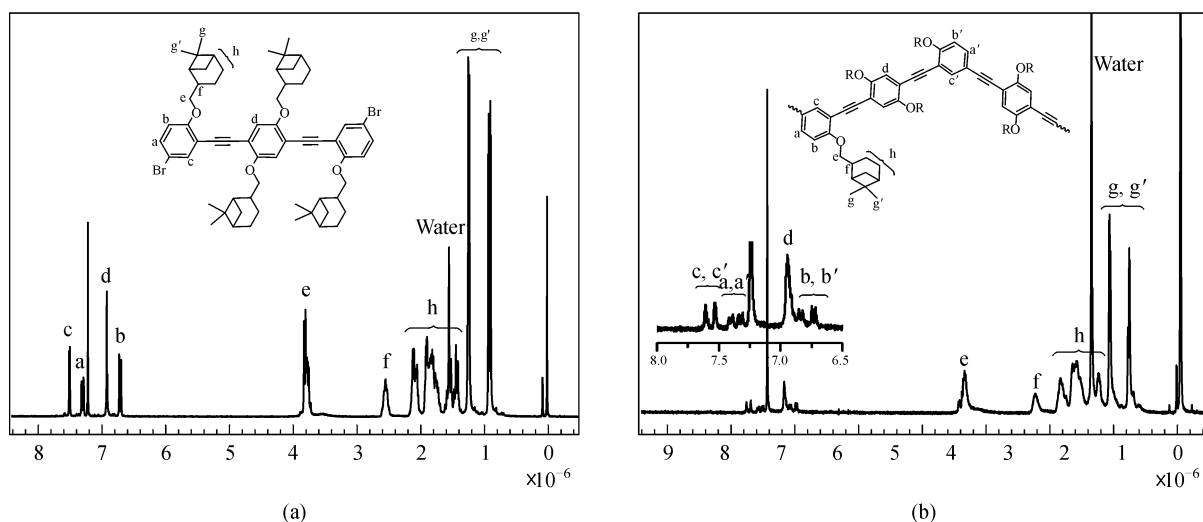 g
g′
h
f
e
O
O
b
d
a
Br
c
O
O
Br
g,g′
Water
c
a
d
b
e
f
h
8
7
6
5
4
3
2
1
0
×10⁻⁶
(a)
b′
RO
a′
d
RO
c′
RO
c
OR
RO
a
b
O
e
f
h
g
g′
Water
g, g′
d
c, c′
a,a′
b, b′
8.0
7.5
7.0
6.5
e
f
h
9
8
7
6
5
4
3
2
1
0
×10⁻⁶
(b)